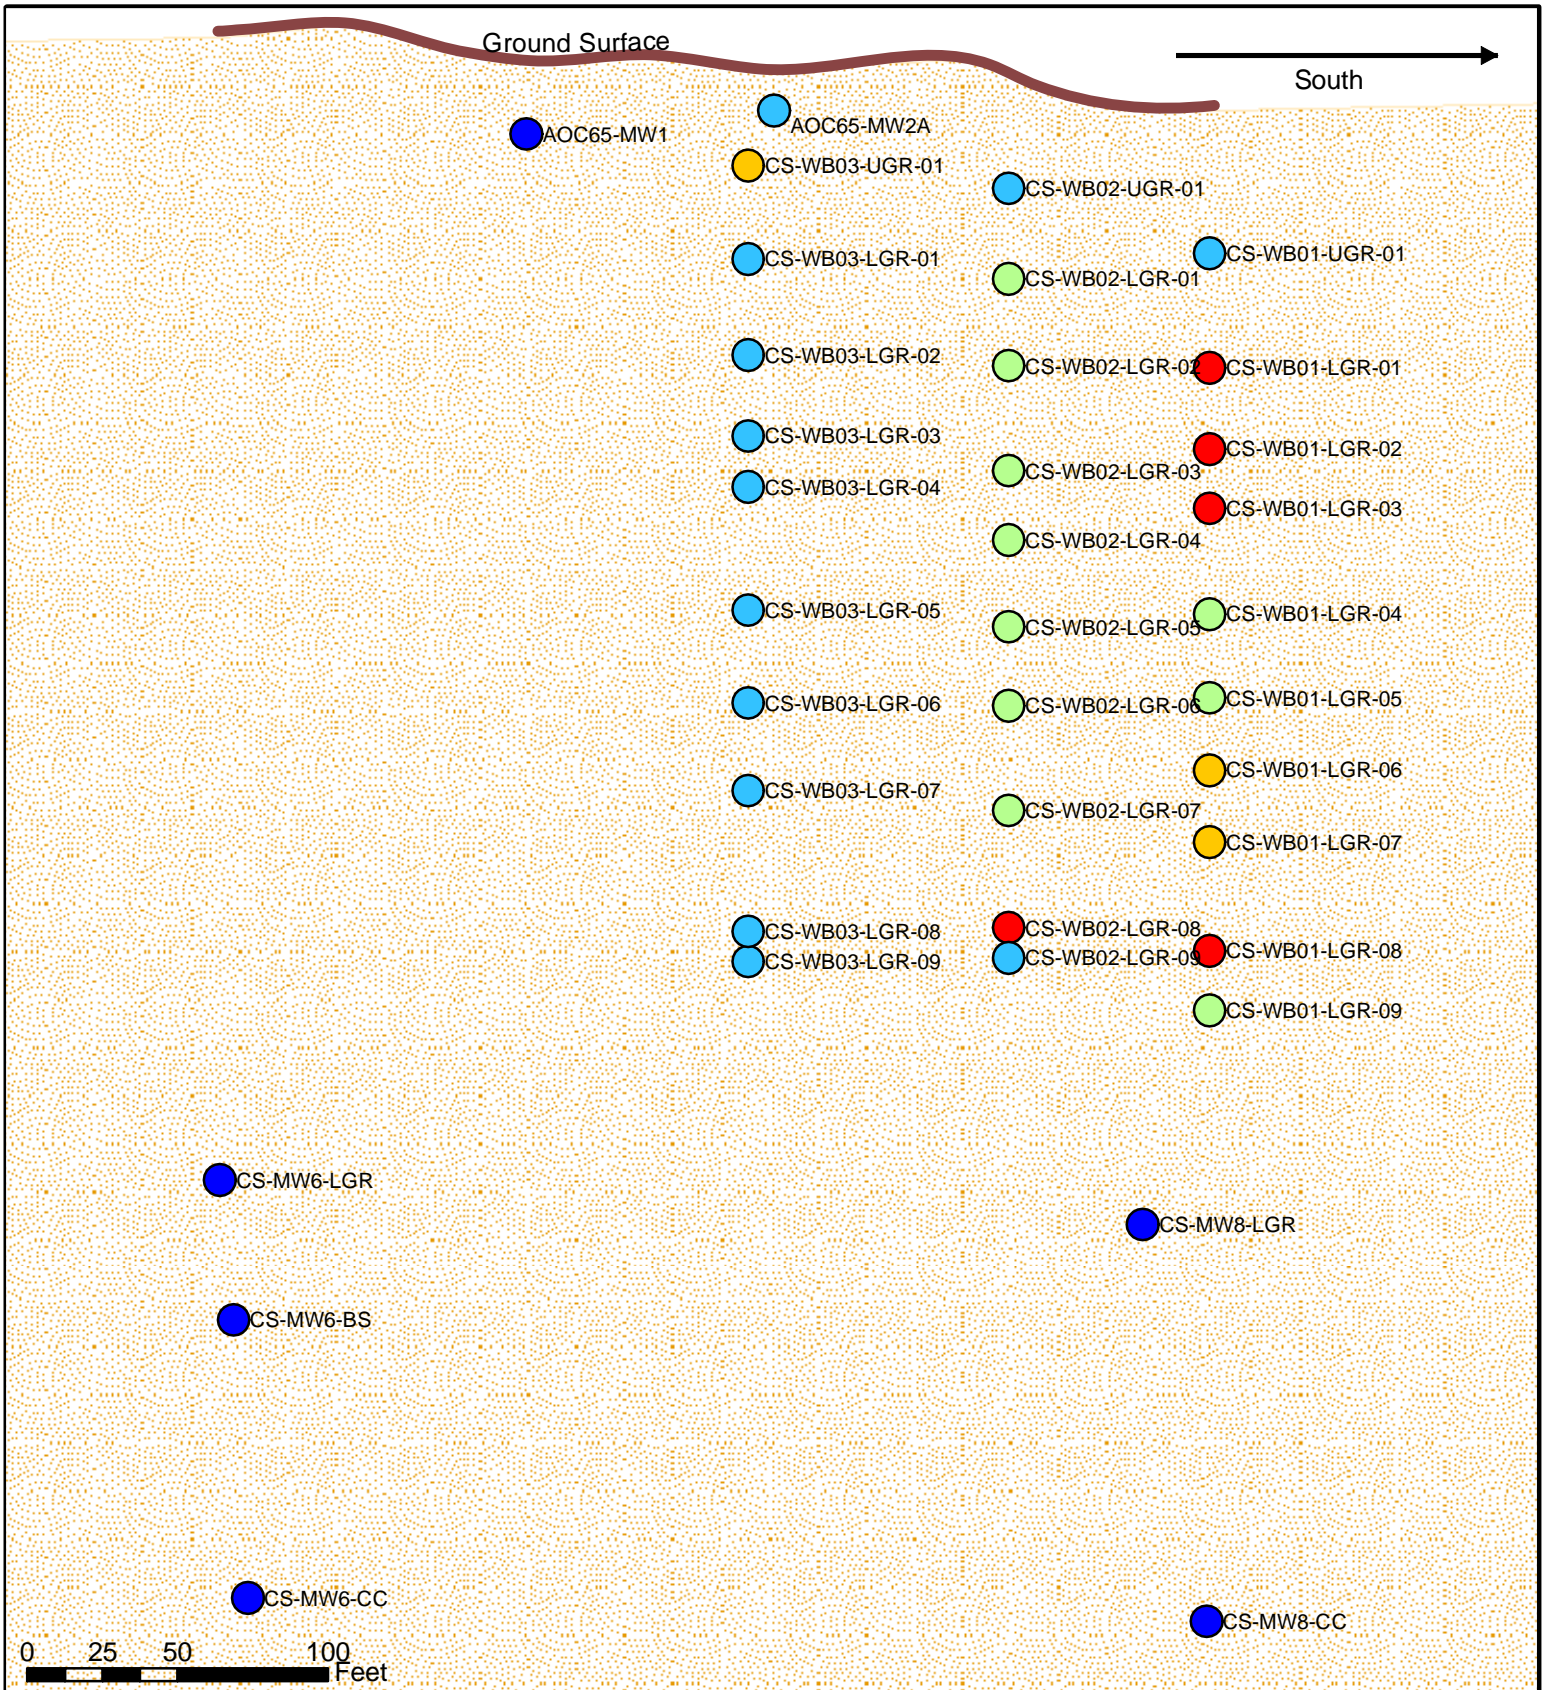 Ground Surface
South
AOC65-MW2A
AOC65-MW1
CS-WB03-UGR-01
CS-WB02-UGR-01
CS-WB01-UGR-01
CS-WB03-LGR-01
CS-WB02-LGR-01
CS-WB03-LGR-02
CS-WB02-LGR-02
CS-WB01-LGR-01
CS-WB03-LGR-03
CS-WB01-LGR-02
CS-WB02-LGR-03
CS-WB03-LGR-04
CS-WB01-LGR-03
CS-WB02-LGR-04
CS-WB03-LGR-05
CS-WB01-LGR-04
CS-WB02-LGR-05
CS-WB01-LGR-05
CS-WB03-LGR-06
CS-WB02-LGR-06
CS-WB01-LGR-06
CS-WB03-LGR-07
CS-WB02-LGR-07
CS-WB01-LGR-07
CS-WB02-LGR-08
CS-WB03-LGR-08
CS-WB01-LGR-08
CS-WB02-LGR-09
CS-WB03-LGR-09
CS-WB01-LGR-09
CS-MW6-LGR
CS-MW8-LGR
CS-MW6-BS
CS-MW6-CC
CS-MW8-CC
0 25 50 100
Feet